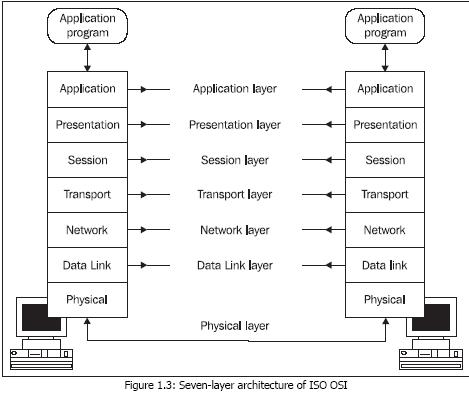 Application
program
Application
program
Application
Application layer
Application
Presentation
Presentation layer
Presentation
Session
Session layer
Session
Transport
Transport layer
Transport
Network
Network layer
Network
Data Link
Data Link layer
Data link
Physical
Physical
Physical layer
Figure 1.3: Seven-layer architecture of ISO OSI